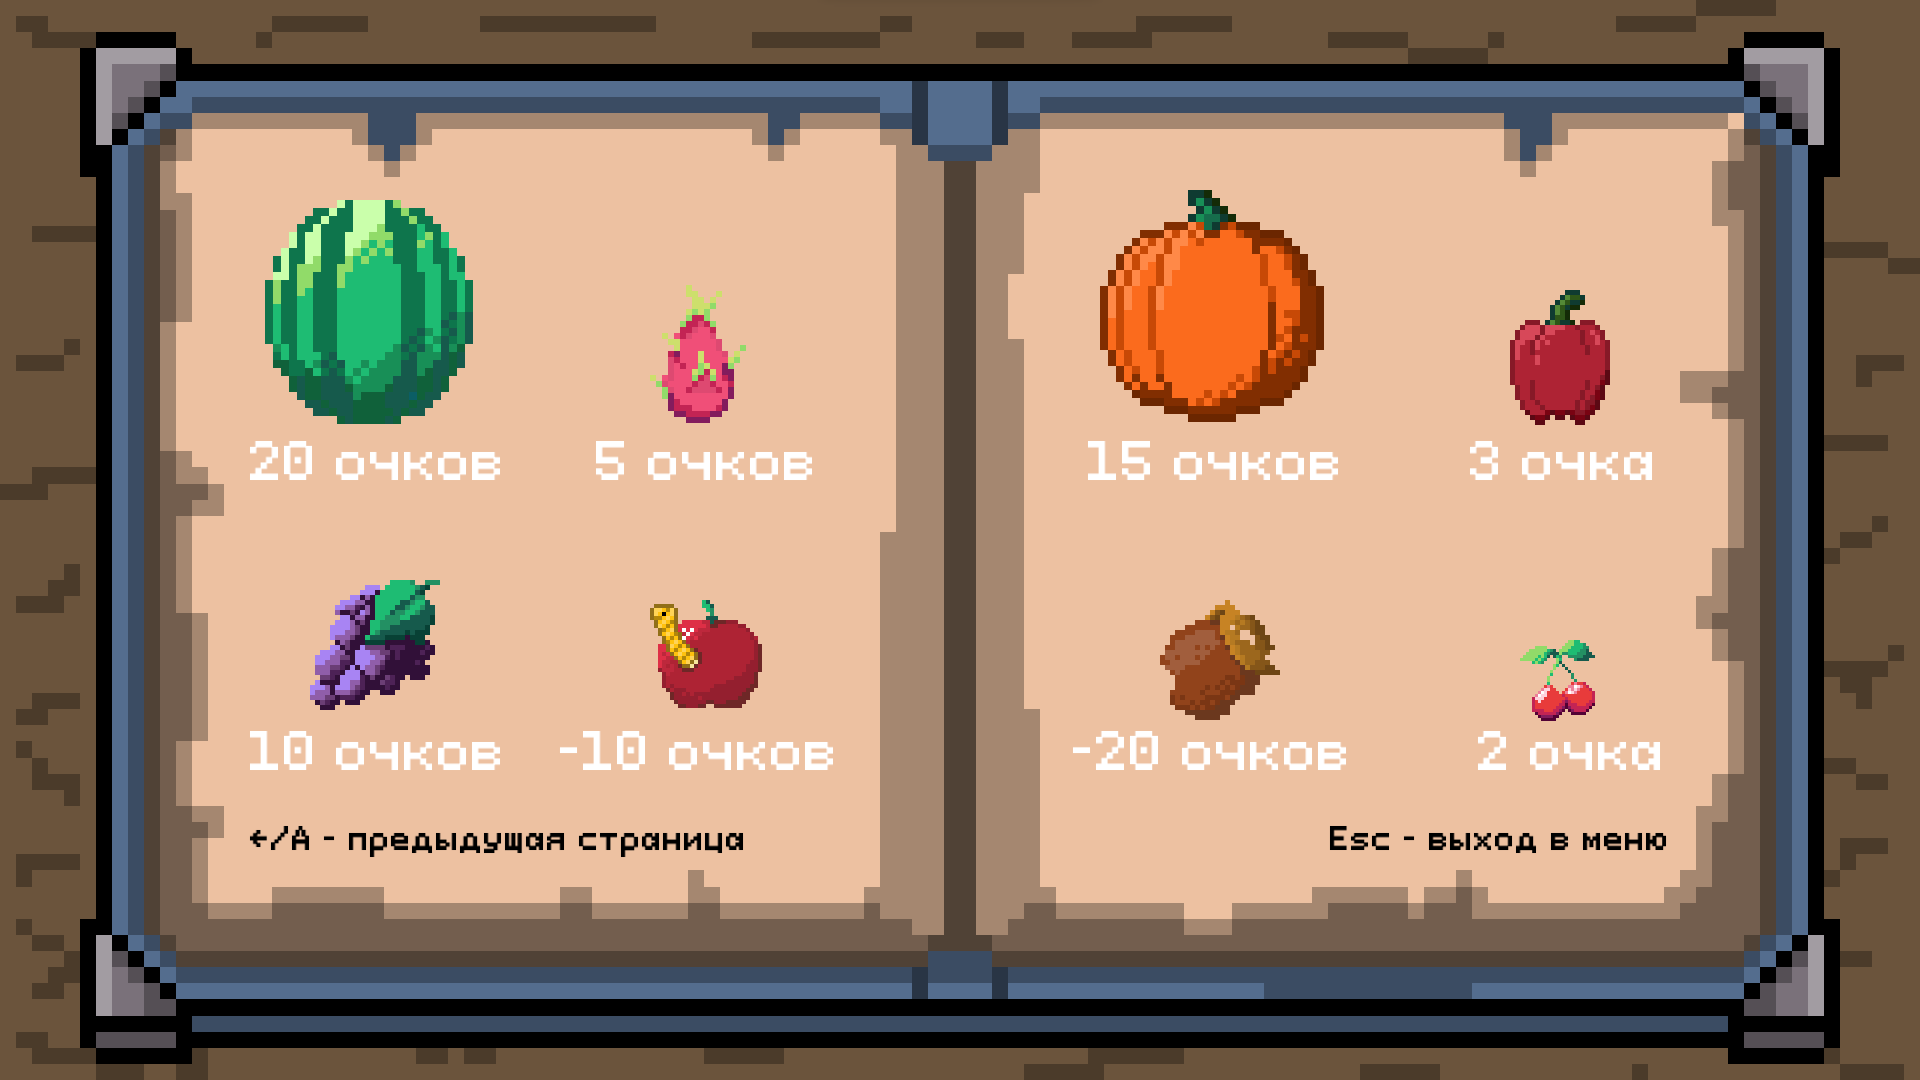 20 очков
5 очков
10 очков
-10 очков
←/A - предыдущая страница
15 очков
3 очка
-20 очков
2 очка
Esc - выход в меню